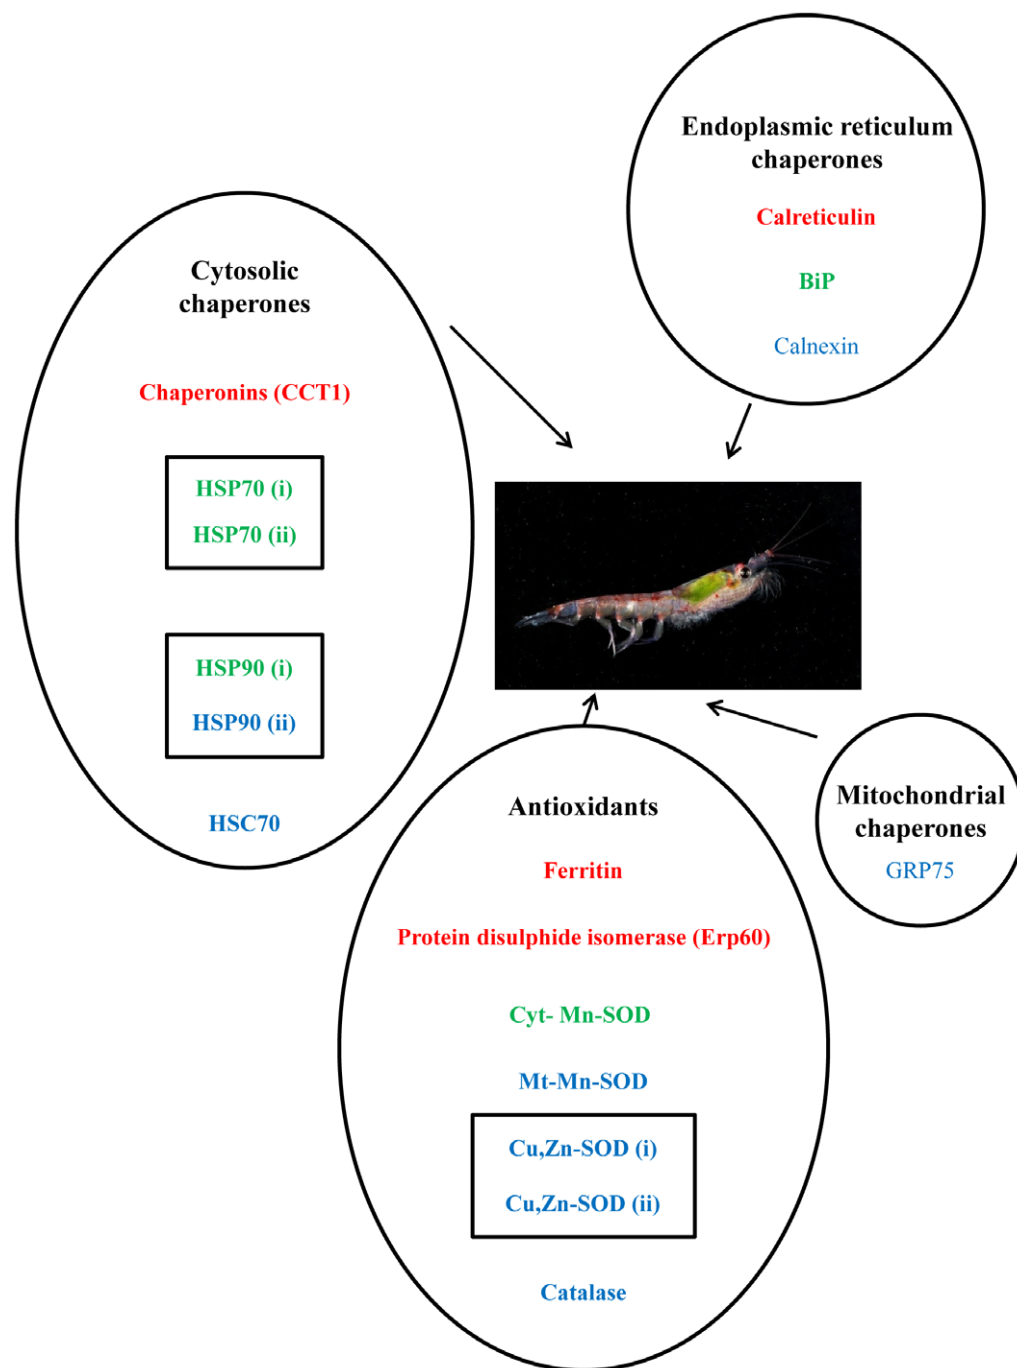 Endoplasmic reticulum
chaperones
Calreticulin
BiP
Calnexin
Cytosolic
chaperones
Chaperonins (CCT1)
HSP70 (i)
HSP70 (ii)
HSP90 (i)
HSP90 (ii)
HSC70
Antioxidants
Ferritin
Protein disulphide isomerase (Erp60)
Cyt- Mn-SOD
Mt-Mn-SOD
Cu,Zn-SOD (i)
Cu,Zn-SOD (ii)
Catalase
Mitochondrial
chaperones
GRP75